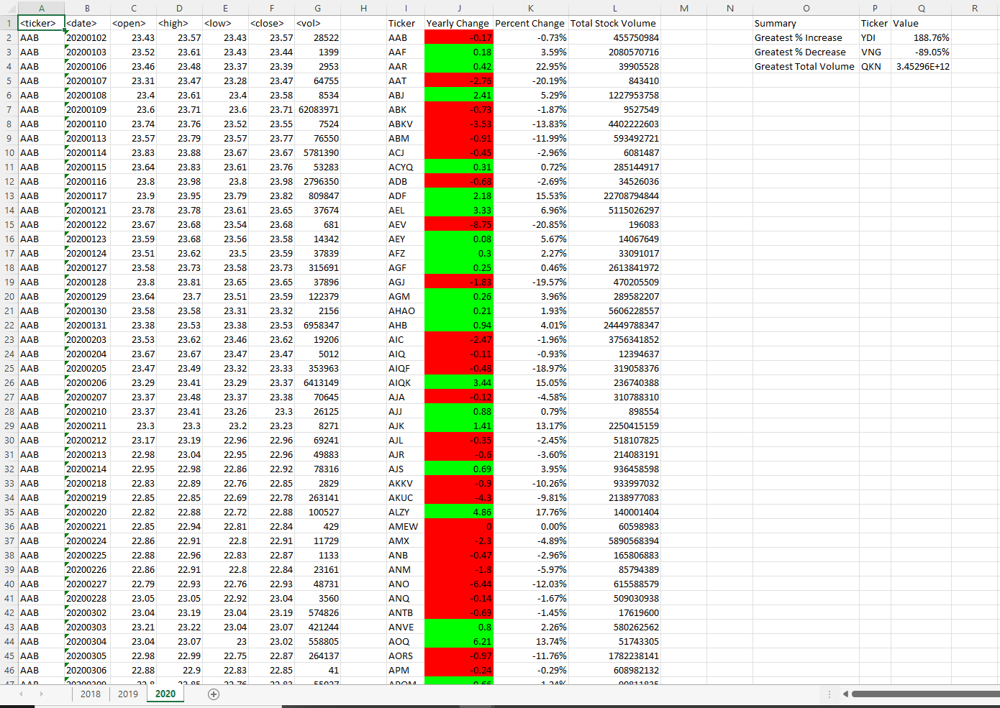 A B C D E F G H I J K L M N O P Q R
1 <ticker> <date> <open> <high> <low> <close> <vol> Ticker Yearly Change Percent Change Total Stock Volume Summary Ticker Value
2 AAB 20200102 23.43 23.57 23.43 23.57 28522 AAB -0.17 -0.73% 455750984 Greatest % Increase YDI 188.76%
3 AAB 20200103 23.52 23.61 23.43 23.44 1399 AAF 0.18 3.59% 2080570716 Greatest % Decrease VNG -89.05%
4 AAB 20200106 23.46 23.48 23.37 23.39 2953 AAR 0.42 22.95% 39905528 Greatest Total Volume QKN 3.45296E+12
5 AAB 20200107 23.31 23.47 23.28 23.47 64755 AAT -2.76 -20.19% 843410
6 AAB 20200108 23.4 23.61 23.4 23.58 8534 ABJ 2.41 5.29% 1227953758
7 AAB 20200109 23.6 23.71 23.6 23.71 62083971 ABK -0.73 -1.87% 9527549
8 AAB 20200110 23.74 23.76 23.52 23.55 7524 ABKV -3.53 -13.83% 4402222603
9 AAB 20200113 23.57 23.79 23.57 23.77 76550 ABM -0.91 -11.99% 593492721
10 AAB 20200114 23.83 23.88 23.67 23.67 5781390 ACJ -0.45 -2.96% 6081487
11 AAB 20200115 23.64 23.83 23.61 23.76 53283 ACYQ 0.31 0.72% 285144917
12 AAB 20200116 23.8 23.98 23.8 23.98 2796350 ADB -0.68 -2.69% 34526036
13 AAB 20200117 23.9 23.95 23.79 23.82 809847 ADF 2.18 15.53% 22708794844
14 AAB 20200121 23.78 23.78 23.61 23.65 37674 AEL 3.33 6.96% 5115026297
15 AAB 20200122 23.67 23.68 23.54 23.68 681 AEV -8.75 -20.85% 196083
16 AAB 20200123 23.59 23.68 23.56 23.58 14342 AEY 0.08 5.67% 14067649
17 AAB 20200124 23.51 23.62 23.5 23.59 37839 AFZ 0.3 2.27% 33091017
18 AAB 20200127 23.58 23.73 23.58 23.73 315691 AGF 0.25 0.46% 2613841972
19 AAB 20200128 23.8 23.81 23.65 23.65 37896 AGJ -1.83 -19.57% 470205509
20 AAB 20200129 23.64 23.7 23.51 23.59 122379 AGM 0.26 3.96% 289582207
21 AAB 20200130 23.58 23.58 23.31 23.32 2156 AHAO 0.21 1.93% 5606228557
22 AAB 20200131 23.38 23.53 23.38 23.53 6958347 AHB 0.94 4.01% 24449788347
23 AAB 20200203 23.53 23.62 23.46 23.62 19206 AIC -2.47 -1.96% 3756341852
24 AAB 20200204 23.67 23.67 23.47 23.47 5012 AIQ -0.11 -0.93% 12394637
25 AAB 20200205 23.47 23.49 23.32 23.33 353963 AIQF -0.48 -18.97% 319058376
26 AAB 20200206 23.29 23.41 23.29 23.37 6413149 AIQK 3.44 15.05% 236740388
27 AAB 20200207 23.37 23.48 23.37 23.38 70645 AJA -0.12 -4.58% 310788310
28 AAB 20200210 23.37 23.41 23.26 23.3 26125 AJJ 0.88 0.79% 898554
29 AAB 20200211 23.3 23.3 23.2 23.23 8271 AJK 1.41 13.17% 2250415159
30 AAB 20200212 23.17 23.19 22.96 22.96 69241 AJL -0.35 -2.45% 518107825
31 AAB 20200213 22.98 23.04 22.95 22.96 49883 AJR -0.6 -3.60% 214083191
32 AAB 20200214 22.95 22.98 22.86 22.92 78316 AJS 0.69 3.95% 936458598
33 AAB 20200218 22.83 22.89 22.76 22.85 2829 AKKV -0.9 -10.26% 933997032
34 AAB 20200219 22.85 22.85 22.69 22.78 263141 AKUC -4.3 -9.81% 2138977083
35 AAB 20200220 22.82 22.88 22.72 22.88 100527 ALZY 4.86 17.76% 140001404
36 AAB 20200221 22.85 22.94 22.81 22.84 429 AMEW 0 0.00% 60598983
37 AAB 20200224 22.86 22.91 22.8 22.91 11729 AMX -2.3 -4.89% 5890568394
38 AAB 20200225 22.88 22.96 22.83 22.87 1133 ANB -0.47 -2.96% 165806883
39 AAB 20200226 22.86 22.91 22.8 22.84 23161 ANM -1.8 -5.97% 85794389
40 AAB 20200227 22.79 22.93 22.76 22.93 48731 ANO -6.44 -12.03% 615588579
41 AAB 20200228 23.05 23.05 22.92 23.04 3560 ANQ -0.14 -1.67% 509030938
42 AAB 20200302 23.04 23.19 23.04 23.19 574826 ANTB -0.69 -1.45% 17619600
43 AAB 20200303 23.21 23.22 23.04 23.07 421244 ANVE 0.8 2.26% 580262562
44 AAB 20200304 23.04 23.07 23 23.02 558805 AOQ 6.21 13.74% 51743305
45 AAB 20200305 22.98 22.99 22.75 22.87 264137 AORS -0.97 -11.76% 1782238141
46 AAB 20200306 22.88 22.9 22.83 22.85 41 APM -0.24 -0.29% 608982132
2018 2019 2020